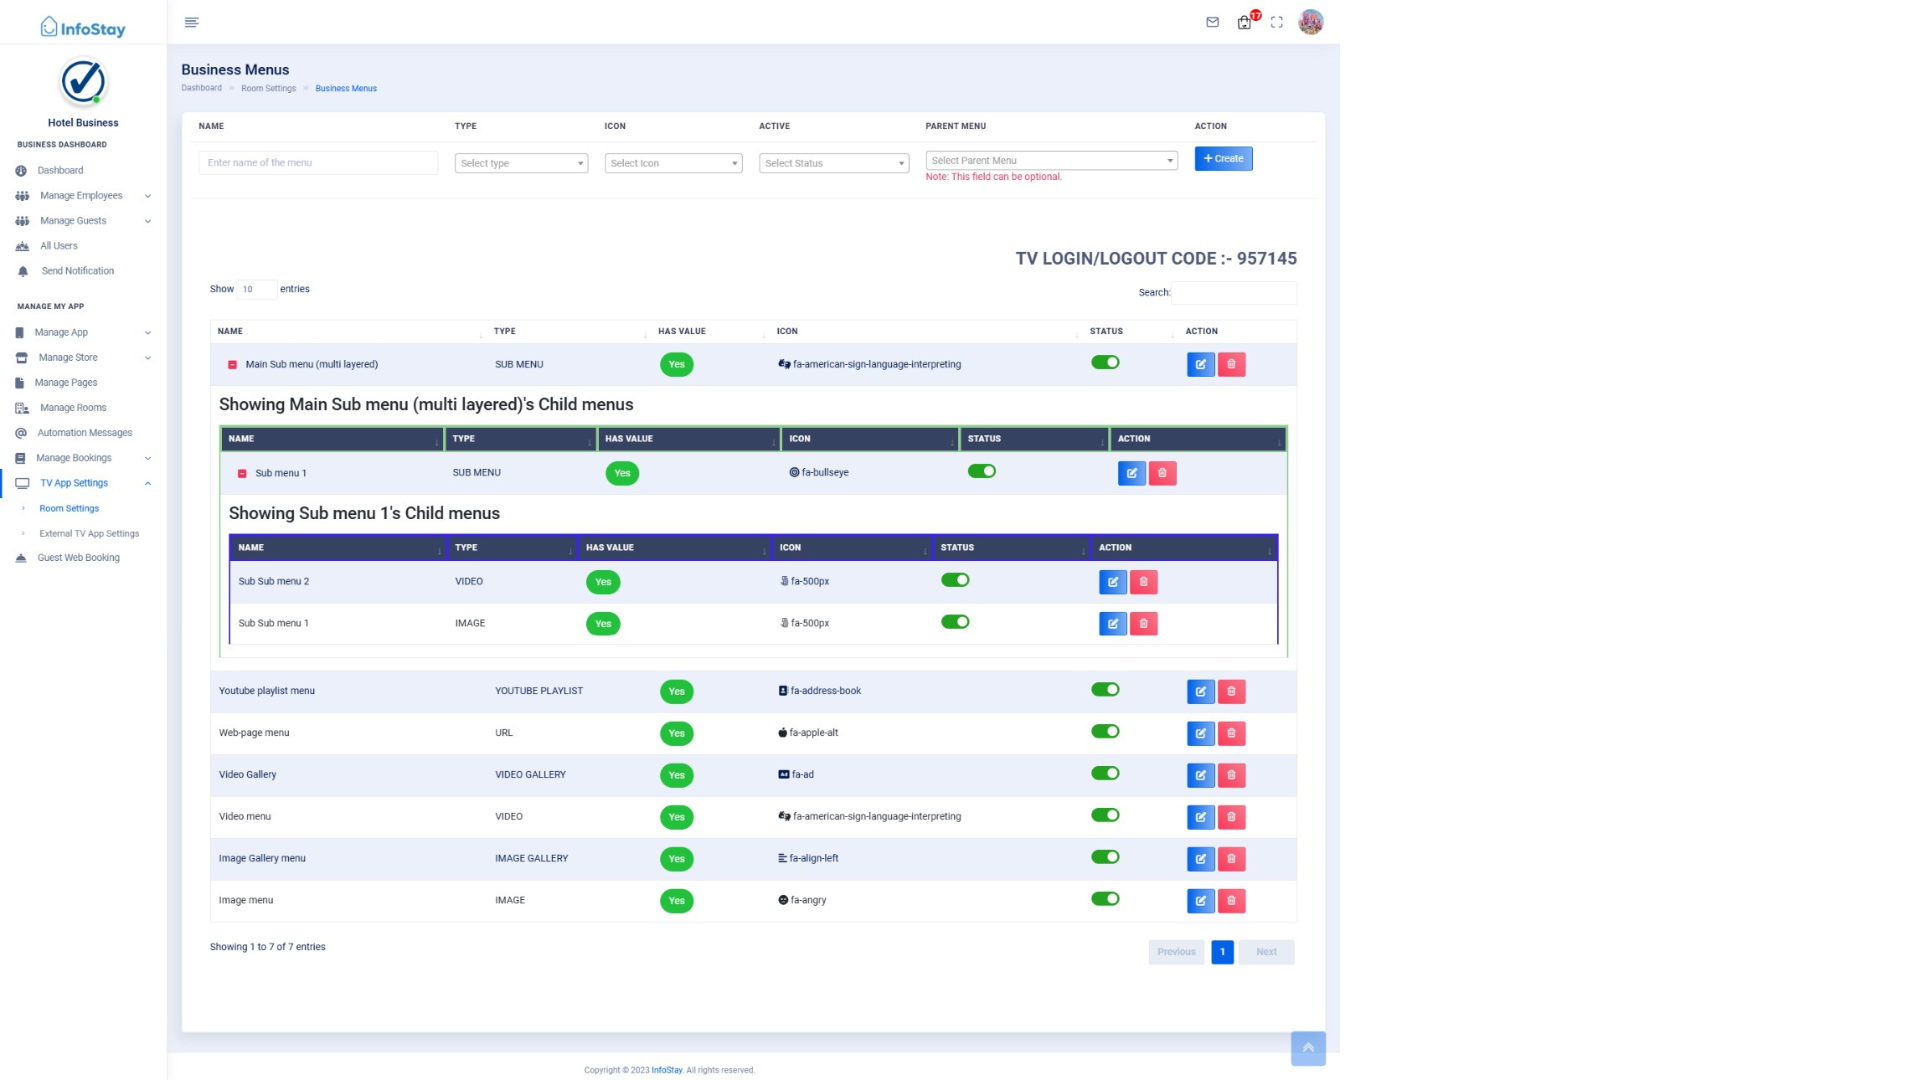 InfoStay
17
Hotel Business
BUSINESS DASHBOARD
Dashboard
Manage Employees
Manage Guests
All Users
Send Notification
MANAGE MY APP
Manage App
Manage Store
Manage Pages
Manage Rooms
Automation Messages
Manage Bookings
TV App Settings
Room Settings
External TV App Settings
Guest Web Booking
Business Menus
Dashboard Room Settings Business Menus
NAME TYPE ICON ACTIVE PARENT MENU ACTION
Enter name of the menu Select type Select Icon Select Status Select Parent Menu + Create
Note: This field can be optional.
TV LOGIN/LOGOUT CODE :- 957145
Show 10 entries
Search:
NAME TYPE HAS VALUE ICON STATUS ACTION
Main Sub menu (multi layered) SUB MENU Yes fa-american-sign-language-interpreting
Showing Main Sub menu (multi layered)'s Child menus
NAME TYPE HAS VALUE ICON STATUS ACTION
Sub menu 1 SUB MENU Yes fa-bullseye
Showing Sub menu 1's Child menus
NAME TYPE HAS VALUE ICON STATUS ACTION
Sub Sub menu 2 VIDEO Yes fa-500px
Sub Sub menu 1 IMAGE Yes fa-500px
Youtube playlist menu YOUTUBE PLAYLIST Yes fa-address-book
Web-page menu URL Yes fa-apple-alt
Video Gallery VIDEO GALLERY Yes fa-ad
Video menu VIDEO Yes fa-american-sign-language-interpreting
Image Gallery menu IMAGE GALLERY Yes fa-align-left
Image menu IMAGE Yes fa-angry
Showing 1 to 7 of 7 entries
Previous 1 Next
Copyright © 2023 InfoStay. All rights reserved.